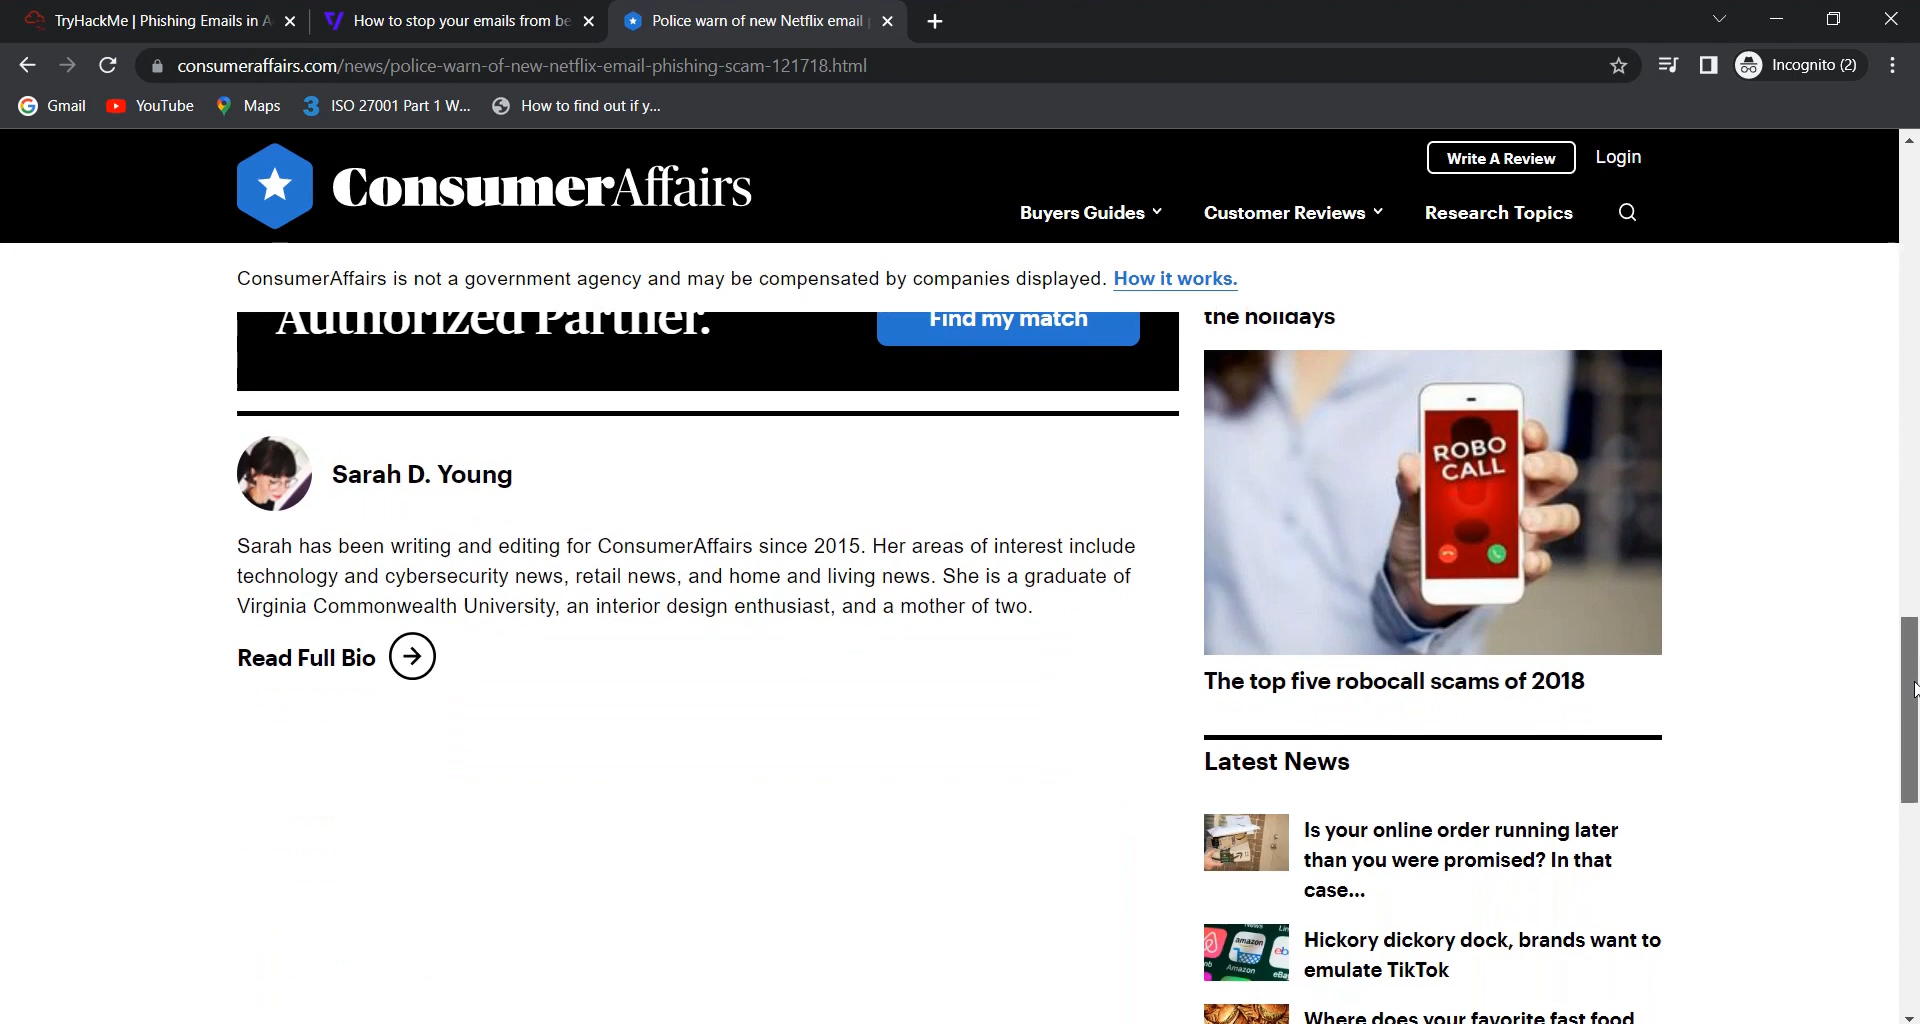 TryHackMe | Phishing Emails in A
How to stop your emails from be
Police warn of new Netflix email
consumeraffairs.com/news/police-warn-of-new-netflix-email-phishing-scam-121718.html
Incognito (2)
Gmail
YouTube
Maps
ISO 27001 Part 1 W...
How to find out if y...
ConsumerAffairs
Write A Review
Login
Buyers Guides
Customer Reviews
Research Topics
ConsumerAffairs is not a government agency and may be compensated by companies displayed. How it works.
Authorized Partner.
Find my match
the holidays
ROBO
CALL
Sarah D. Young
Sarah has been writing and editing for ConsumerAffairs since 2015. Her areas of interest include
technology and cybersecurity news, retail news, and home and living news. She is a graduate of
Virginia Commonwealth University, an interior design enthusiast, and a mother of two.
Read Full Bio
The top five robocall scams of 2018
Latest News
Is your online order running later
than you were promised? In that
case...
amazon
Amazon
Hickory dickory dock, brands want to
emulate TikTok
Where does your favorite fast food